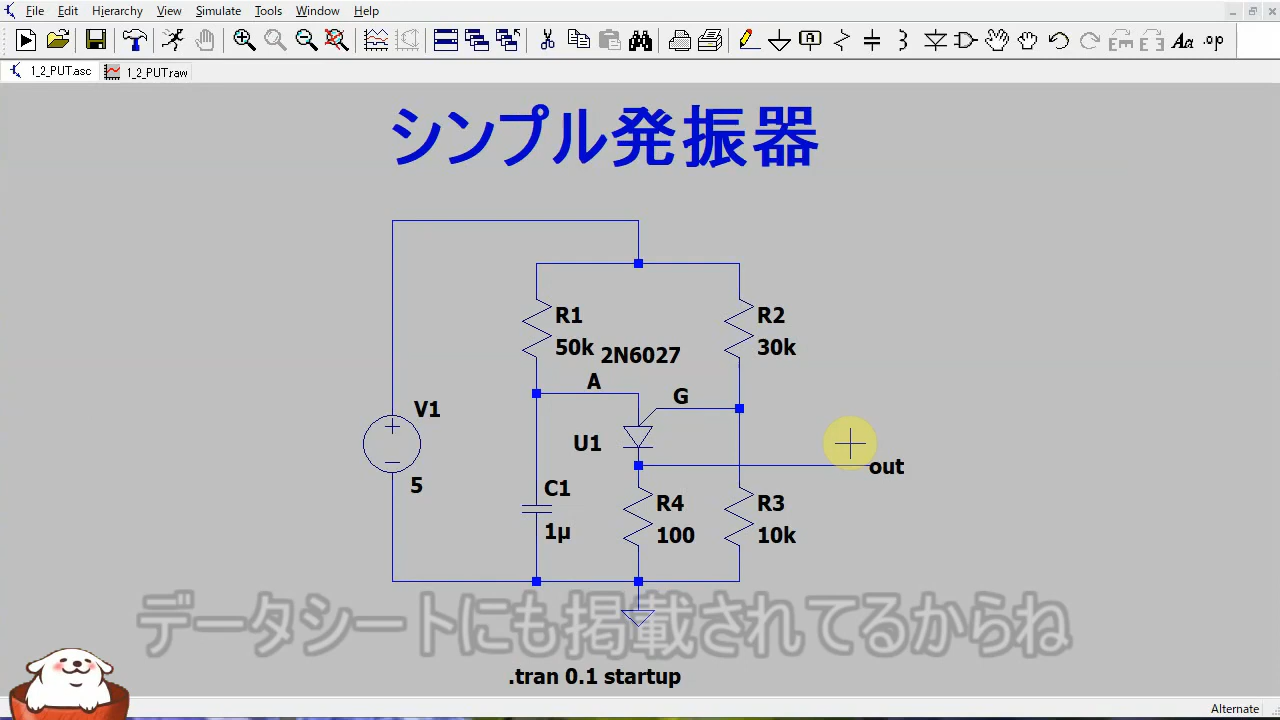 File Edit Hierarchy View Simulate Tools Window Help
.op
1_2_PUT.asc 1_2_PUT.raw
シンプル発振器
R1
50k
R2
30k
2N6027
A
G
V1
5
U1
out
C1
1µ
R4
100
R3
10k
データシートにも掲載されてるからね
.tran 0.1 startup
Alternate